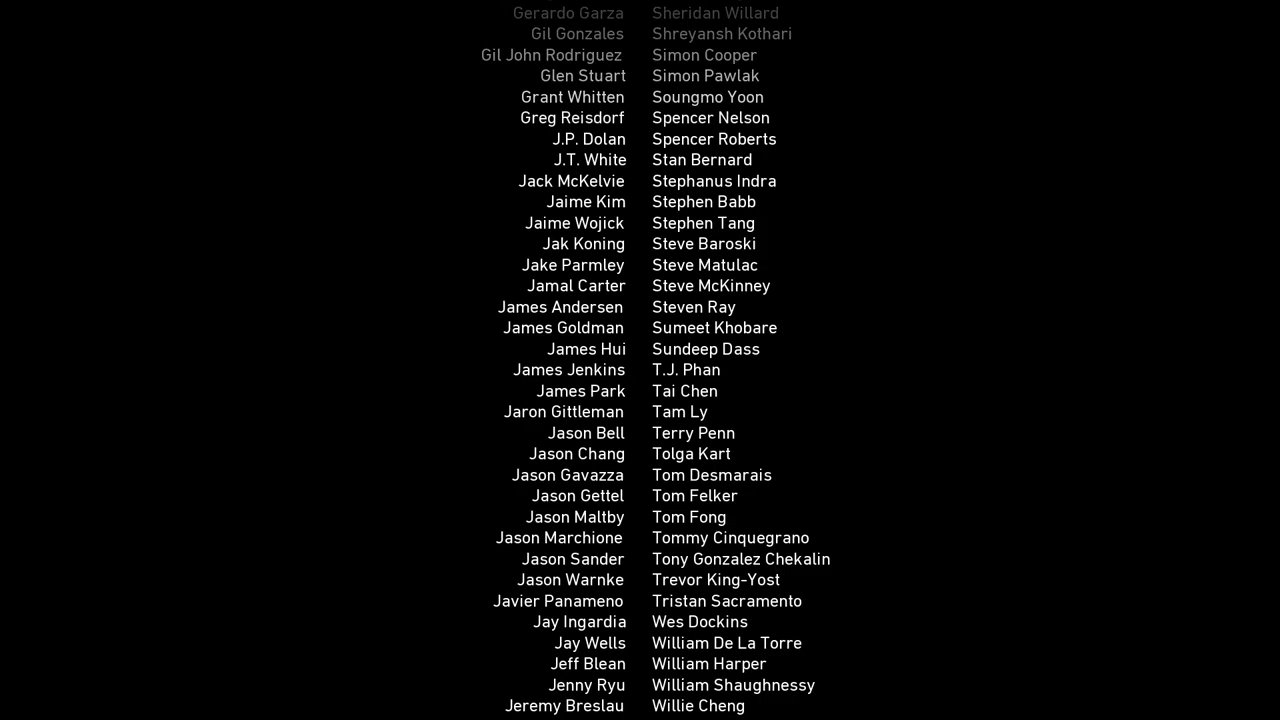 Gerardo Garza Sheridan Willard
Gil Gonzales Shreyansh Kothari
Gil John Rodriguez Simon Cooper
Glen Stuart Simon Pawlak
Grant Whitten Soungmo Yoon
Greg Reisdorf Spencer Nelson
J.P. Dolan Spencer Roberts
J.T. White Stan Bernard
Jack McKelvie Stephanus Indra
Jaime Kim Stephen Babb
Jaime Wojick Stephen Tang
Jak Koning Steve Baroski
Jake Parmley Steve Matulac
Jamal Carter Steve McKinney
James Andersen Steven Ray
James Goldman Sumeet Khobare
James Hui Sundeep Dass
James Jenkins T.J. Phan
James Park Tai Chen
Jaron Gittleman Tam Ly
Jason Bell Terry Penn
Jason Chang Tolga Kart
Jason Gavazza Tom Desmarais
Jason Gettel Tom Felker
Jason Maltby Tom Fong
Jason Marchione Tommy Cinquegrano
Jason Sander Tony Gonzalez Chekalin
Jason Warnke Trevor King-Yost
Javier Panameno Tristan Sacramento
Jay Ingardia Wes Dockins
Jay Wells William De La Torre
Jeff Blean William Harper
Jenny Ryu William Shaughnessy
Jeremy Breslau Willie Cheng